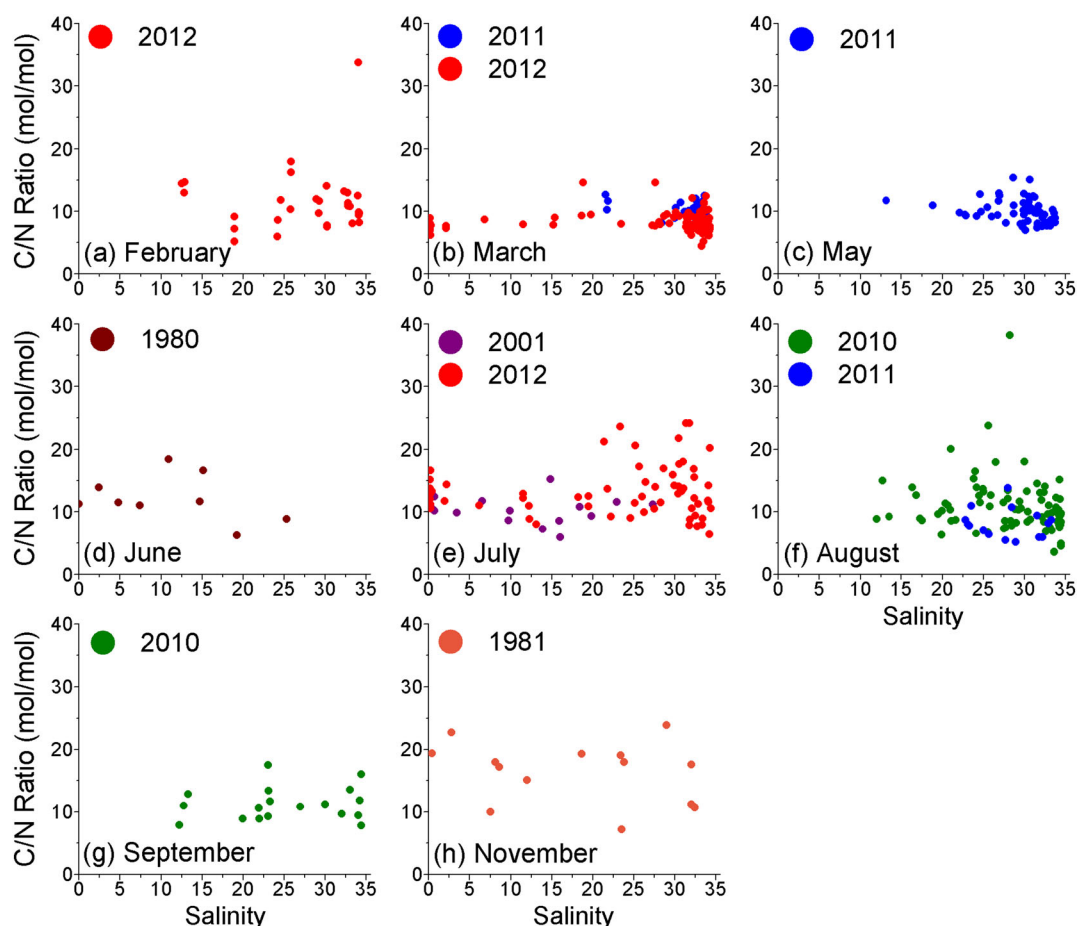 C/N Ratio (mol/mol)
40
30
20
10
0
2012
(a) February
0 5 10 15 20 25 30 35
40
30
20
10
0
2011
2012
(b) March
0 5 10 15 20 25 30 35
40
30
20
10
0
2011
(c) May
0 5 10 15 20 25 30 35
C/N Ratio (mol/mol)
40
30
20
10
0
1980
(d) June
0 5 10 15 20 25 30 35
40
30
20
10
0
2001
2012
(e) July
0 5 10 15 20 25 30 35
40
30
20
10
0
2010
2011
(f) August
0 5 10 15 20 25 30 35
Salinity
C/N Ratio (mol/mol)
40
30
20
10
0
2010
(g) September
0 5 10 15 20 25 30 35
Salinity
40
30
20
10
0
1981
(h) November
0 5 10 15 20 25 30 35
Salinity